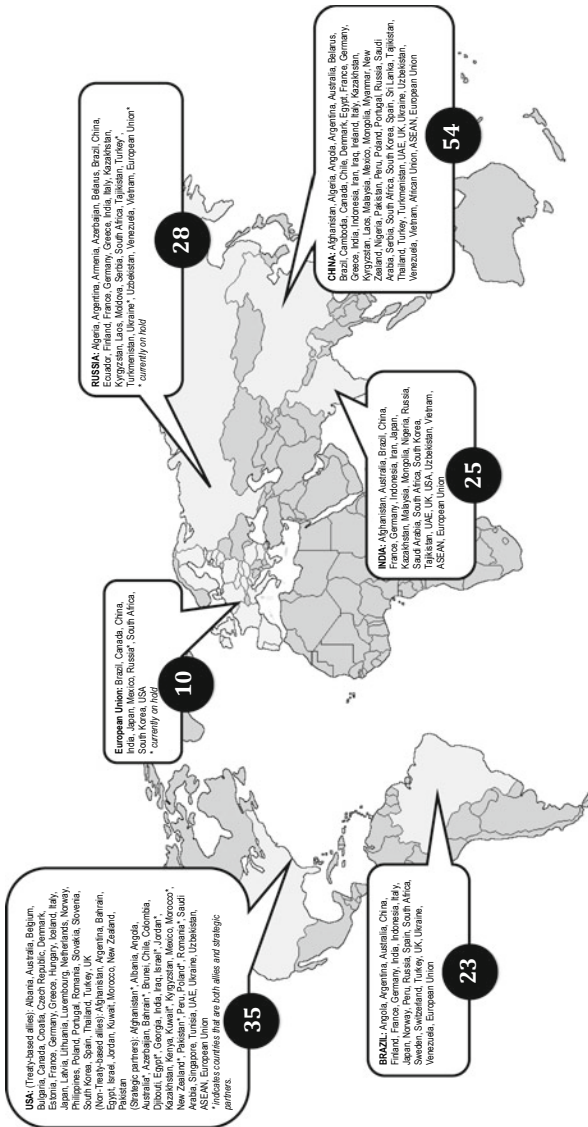 USA: (Treaty-based allies): Albania, Australia, Belgium,
Bulgaria, Canada, Croatia, Czech Republic, Denmark,
Estonia, France, Germany, Greece, Hungary, Iceland, Italy,
Japan, Latvia, Lithuania, Luxembourg, Netherlands, Norway,
Philippines, Poland, Portugal, Romania, Slovakia, Slovenia,
South Korea, Spain, Thailand, Turkey, UK
(Non-Treaty-based allies): Afghanistan, Argentina, Bahrain,
Egypt, Israel, Jordan, Kuwait, Morocco, New Zealand,
Pakistan
(Strategic partners): Afghanistan*, Albania, Angola,
Australia*, Azerbaijan, Bahrain*, Brunei, Chile, Colombia,
Djibouti, Egypt*, Georgia, India, Iraq, Israel*, Jordan*,
Kazakhstan, Kenya, Kuwait*, Kyrgyzstan, Mexico, Morocco*,
New Zealand*, Pakistan*, Peru, Poland*, Romania*, Saudi
Arabia, Singapore, Tunisia, UAE, Ukraine, Uzbekistan,
ASEAN, European Union
* indicates countries that are both allies and strategic
partners.
35
European Union: Brazil, Canada, China,
India, Japan, Mexico, Russia*, South Africa,
South Korea, USA
* currently on hold
10
RUSSIA: Algeria, Argentina, Armenia, Azerbaijan, Belarus, Brazil, China,
Ecuador, Finland, France, Germany, Greece, India, Italy, Kazakhstan,
Kyrgyzstan, Laos, Moldova, Serbia, South Africa, Tajikistan, Turkey*,
Turkmenistan, Ukraine*, Uzbekistan, Venezuela, Vietnam, European Union*
* currently on hold
28
BRAZIL: Angola, Argentina, Australia, China,
Finland, France, Germany, India, Indonesia, Italy,
Japan, Norway, Peru, Russia, Spain, South Africa,
Sweden, Switzerland, Turkey, UK, Ukraine,
Venezuela, European Union
23
INDIA: Afghanistan, Australia, Brazil, China,
France, Germany, Indonesia, Iran, Japan,
Kazakhstan, Malaysia, Mongolia, Nigeria, Russia,
Saudi Arabia, South Africa, South Korea,
Tajikistan, UAE, UK, USA, Uzbekistan, Vietnam,
ASEAN, European Union
25
CHINA: Afghanistan, Algeria, Angola, Argentina, Australia, Belarus,
Brazil, Cambodia, Canada, Chile, Denmark, Egypt, France, Germany,
Greece, India, Indonesia, Iran, Iraq, Ireland, Italy, Kazakhstan,
Kyrgyzstan, Laos, Malaysia, Mexico, Mongolia, Myanmar, New
Zealand, Nigeria, Pakistan, Peru, Poland, Portugal, Russia, Saudi
Arabia, Serbia, South Africa, South Korea, Spain, Sri Lanka, Tajikistan,
Thailand, Turkey, Turkmenistan, UAE, UK, Ukraine, Uzbekistan,
Venezuela, Vietnam, African Union, ASEAN, European Union
54